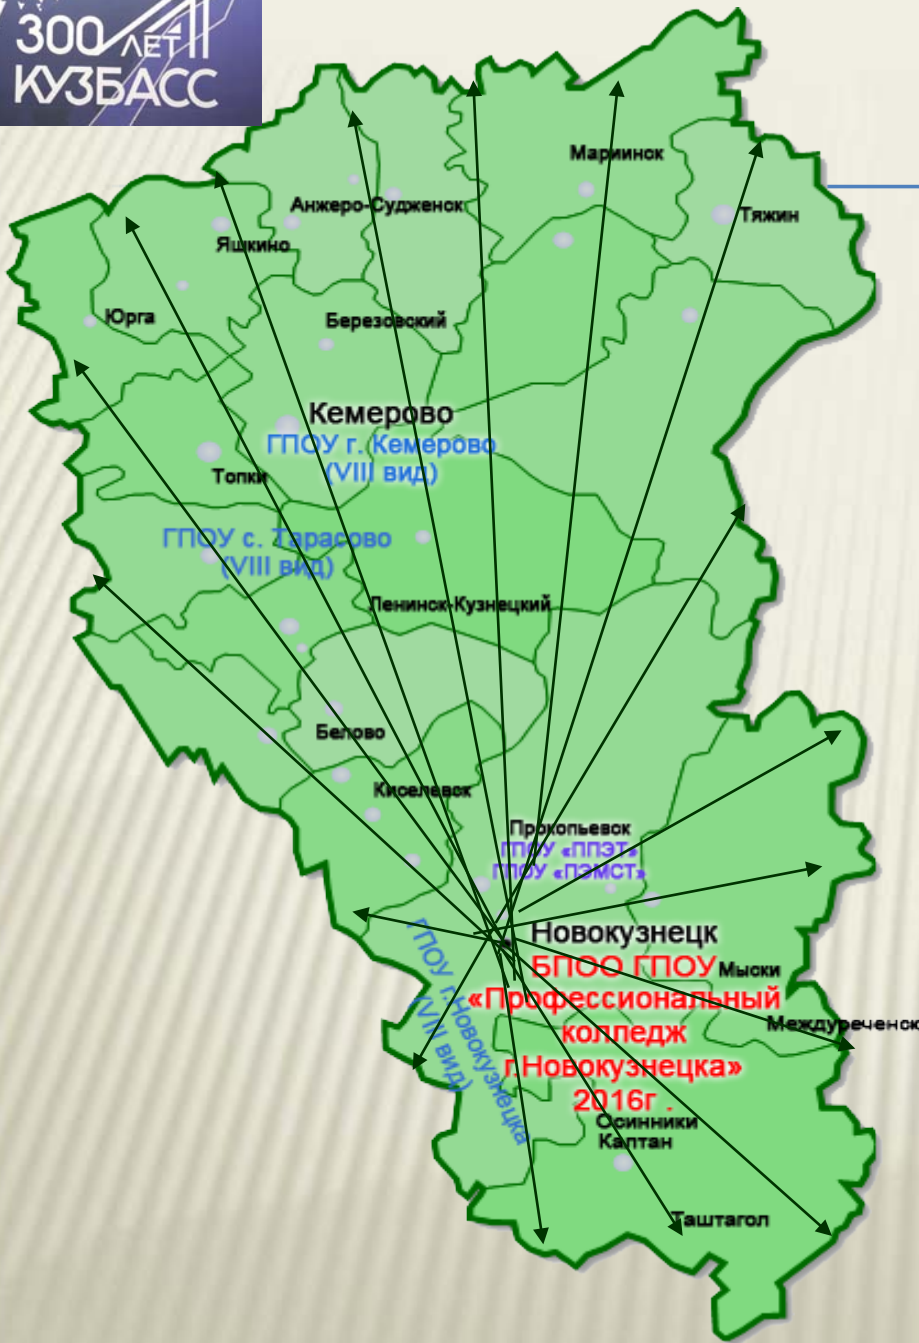 300 ЛЕТ
КУЗБАСС
Мариинск
Анжеро-Судженск
Тяжин
Яшкино
Юрга
Березовский
Кемерово
ГПОУ г. Кемерово
(VIII вид)
Топки
ГПОУ с. Тарасово
(VIII вид)
Ленинск-Кузнецкий
Белово
Киселевск
Прокопьевск
ГПОУ «ППЭТ»
ГПОУ «ПЭМСТ»
Новокузнецк
БПОО ГПОУ
«Профессиональный
колледж
г.Новокузнецка»
2016г .
Мыски
Междуреченск
ГПОУ г.Новокузнецка
(VIII вид)
Осинники
Калтан
Таштагол